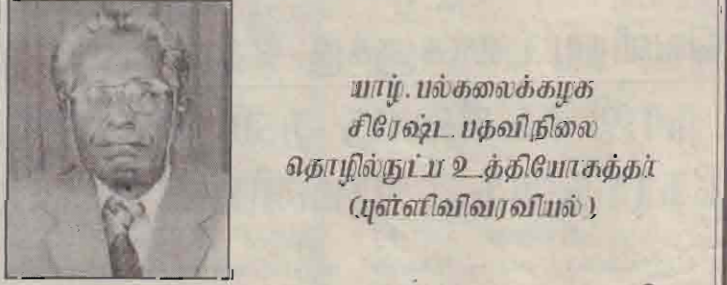 யாழ். பல்கலைக்கழக
சிரேஷ்ட பதவிநிலை
தொழில்நுட்ப உத்தியோகத்தர்
(புள்ளிவிவரவியல்)